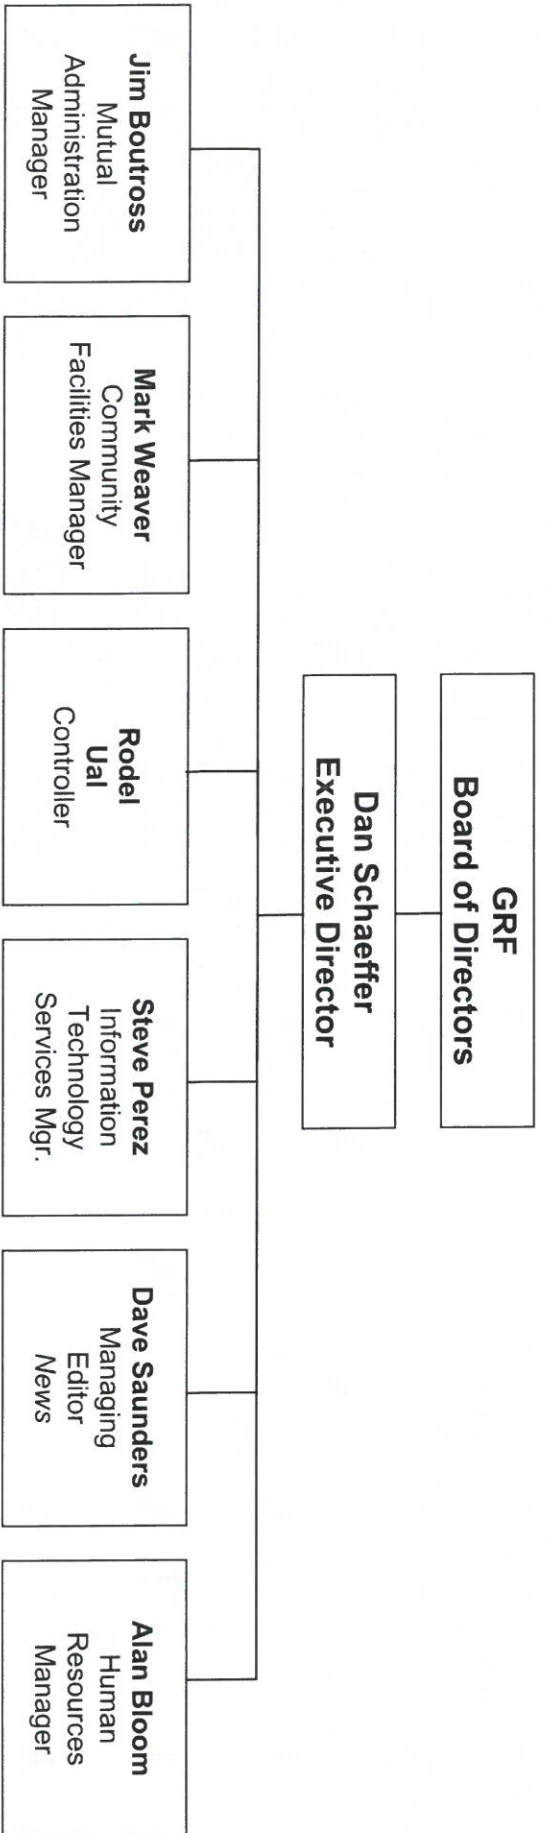 GRF
Board of Directors
Dan Schaeffer
Executive Director
Jim Boutross
Mutual
Administration
Manager
Mark Weaver
Community
Facilities Manager
Rodel
Ual
Controller
Steve Perez
Information
Technology
Services Mgr.
Dave Saunders
Managing
Editor
News
Alan Bloom
Human
Resources
Manager